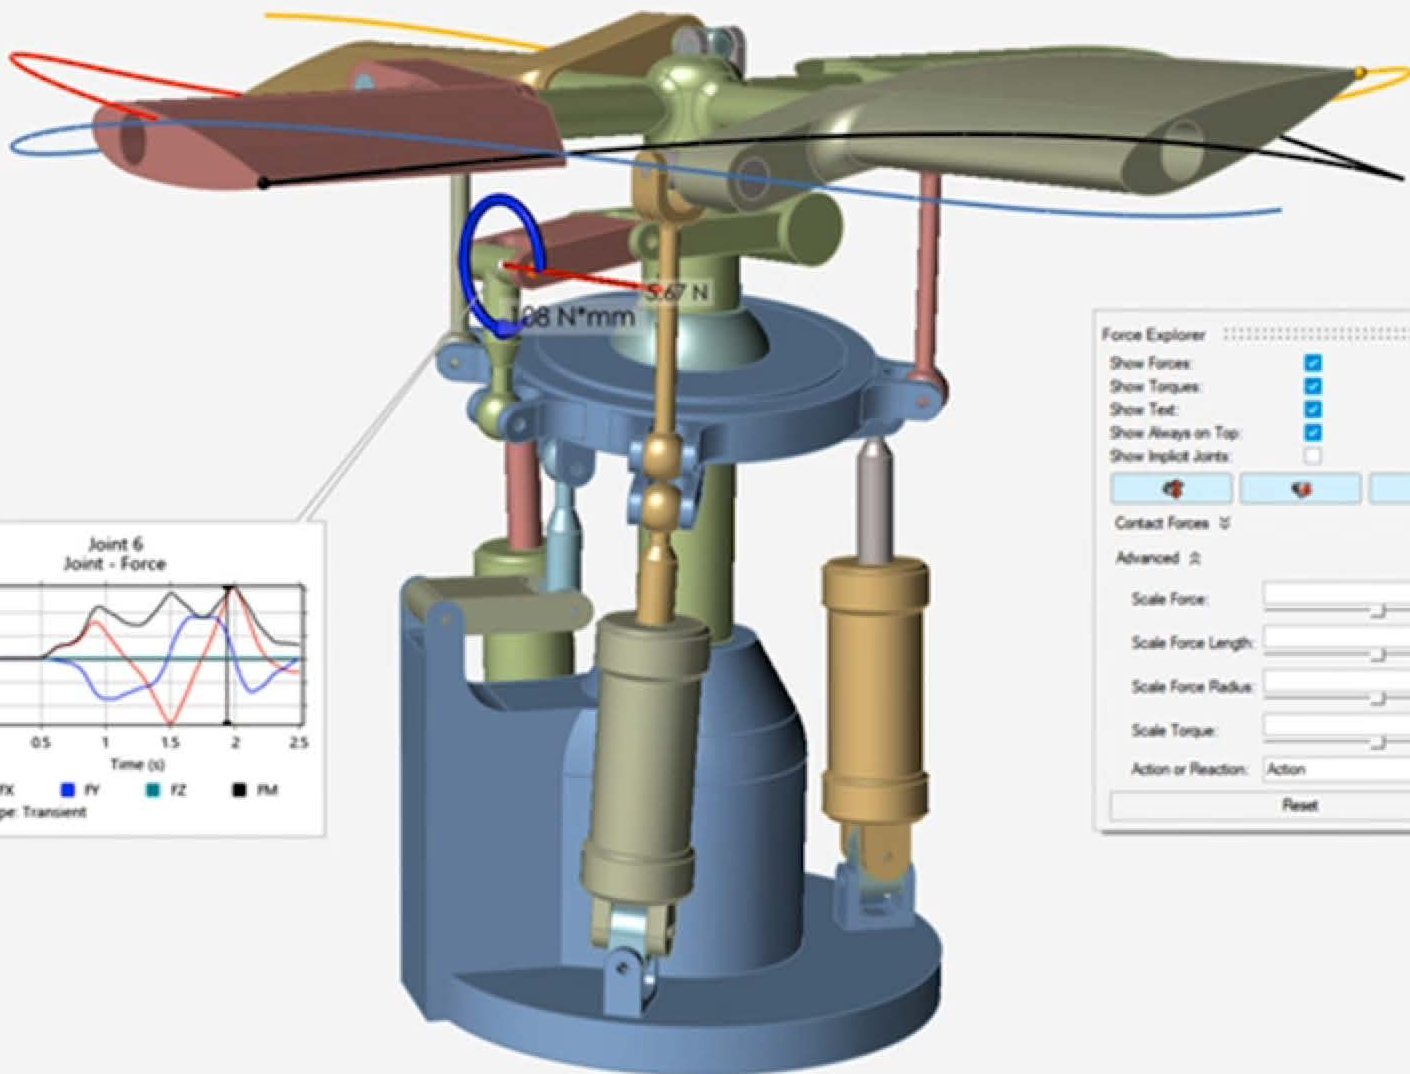 5.67 N
108 N*mm
Force Explorer
Show Forces:
Show Torques:
Show Text:
Show Always on Top:
Show Implicit Joints:
Contact Forces
Advanced
Scale Force:
Scale Force Length:
Scale Force Radius:
Scale Torque:
Action or Reaction: Action
Reset
Joint 6
Joint - Force
0.5 1 1.5 2 2.5
Time (s)
FX FY FZ FM
pe: Transient